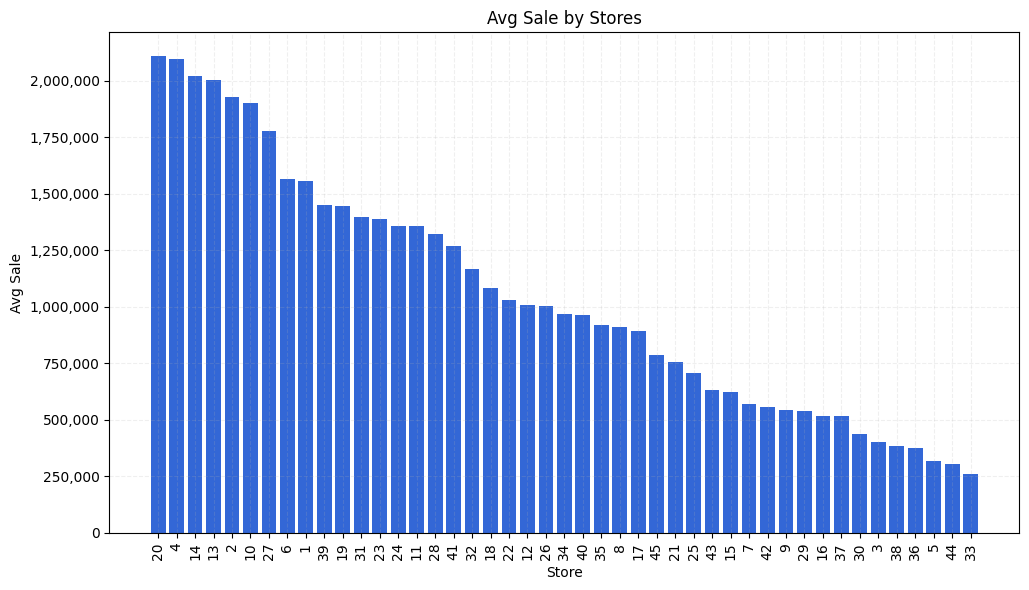 Avg Sale by Stores
Avg Sale
2,000,000
1,750,000
1,500,000
1,250,000
1,000,000
750,000
500,000
250,000
0
20 4 14 13 2 10 27 6 1 39 19 31 23 24 11 28 41 32 18 22 12 26 34 40 35 8 17 45 21 25 43 15 7 42 9 29 16 37 30 3 38 36 5 44 33
Store